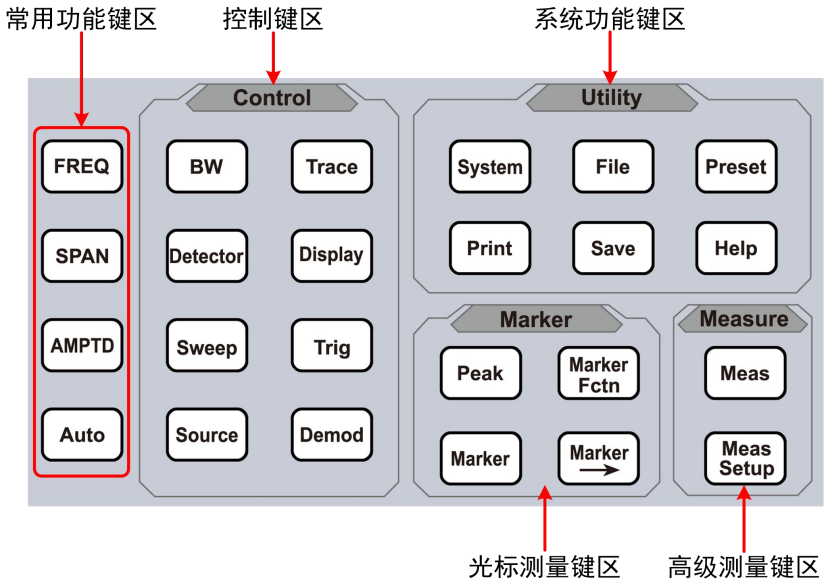 常用功能键区
控制键区
系统功能键区
Control
Utility
FREQ
BW
Trace
System
File
Preset
SPAN
Detector
Display
Print
Save
Help
Marker
Measure
AMPTD
Sweep
Trig
Peak
Marker
Fctn
Meas
Auto
Source
Demod
Marker
Marker
Meas
Setup
光标测量键区
高级测量键区